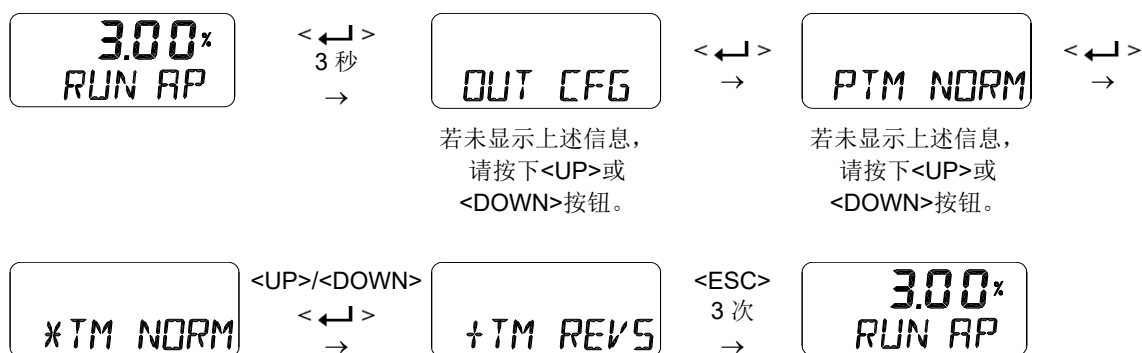 3.00%
RUN AP
<↵>
3 秒
→
OUT CFG
若未显示上述信息，
请按下<UP>或
<DOWN>按钮。
<↵>
→
PTM NORM
若未显示上述信息，
请按下<UP>或
<DOWN>按钮。
<↵>
→
*TM NORM
<UP>/<DOWN>
<↵>
→
+TM REVS
<ESC>
3 次
→
3.00%
RUN AP